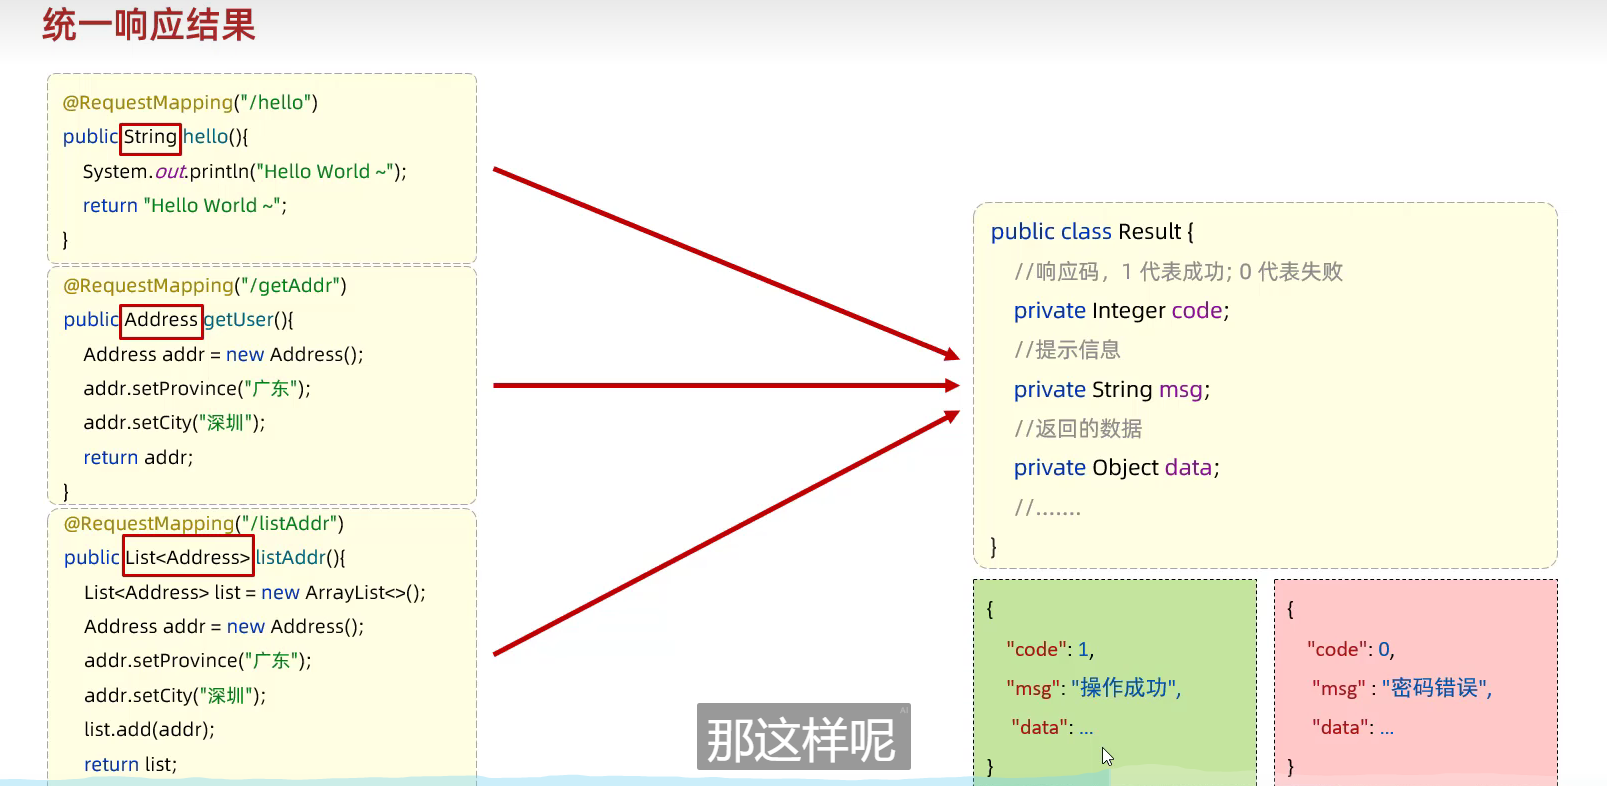 统一响应结果
@RequestMapping("/hello")
public String hello(){
System.out.println("Hello World ~");
return "Hello World ~";
}
@RequestMapping("/getAddr")
public Address getUser(){
Address addr = new Address();
addr.setProvince("广东");
addr.setCity("深圳");
return addr;
}
@RequestMapping("/listAddr")
public List<Address> listAddr(){
List<Address> list = new ArrayList<>();
Address addr = new Address();
addr.setProvince("广东");
addr.setCity("深圳");
list.add(addr);
return list;
public class Result {
//响应码，1 代表成功; 0 代表失败
private Integer code;
//提示信息
private String msg;
//返回的数据
private Object data;
//.......
}
{
"code": 1,
"msg": "操作成功",
"data": ...
}
{
"code": 0,
"msg" : "密码错误",
"data": ...
}
那这样呢
AI